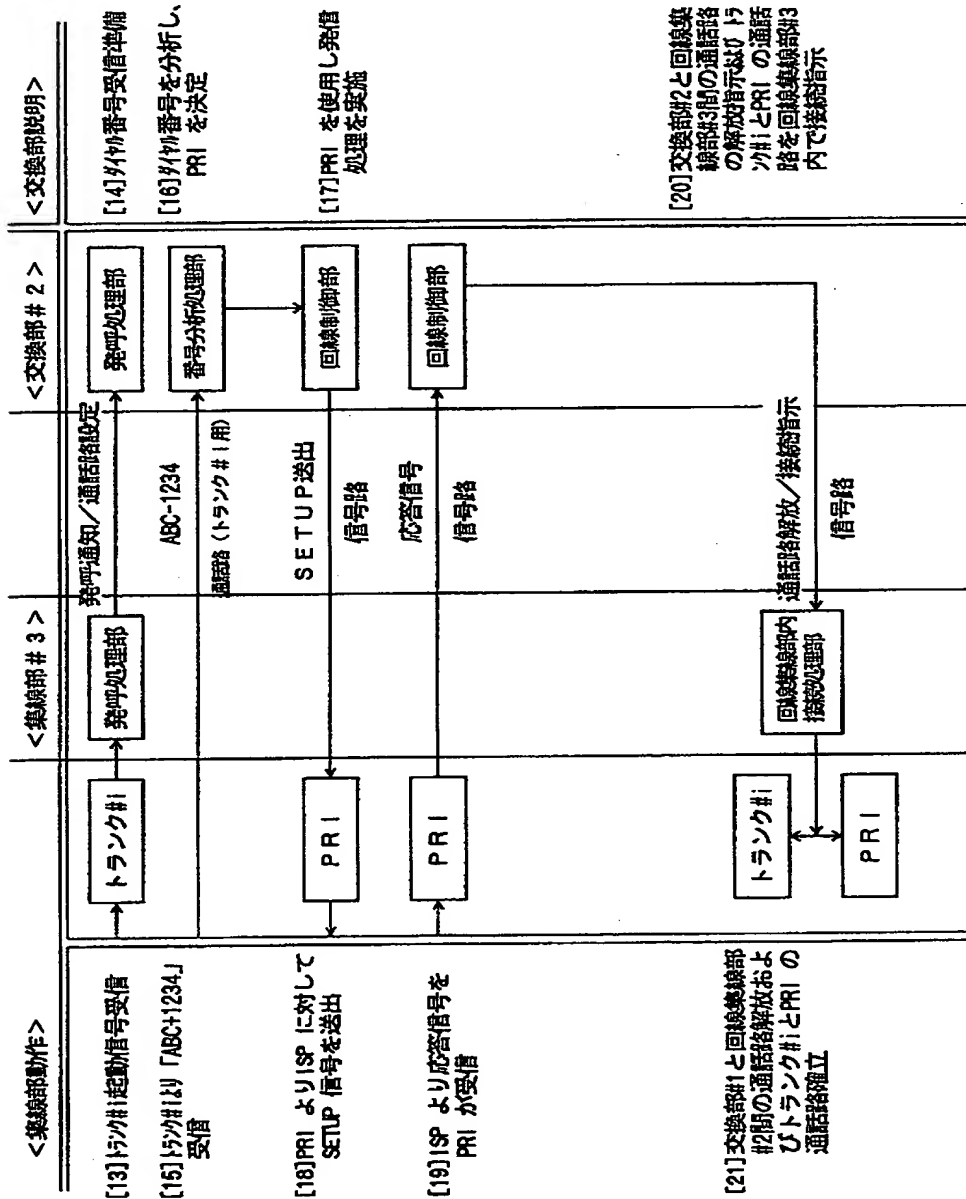 <集線部動作>
<集線部#3>
<交換部#2>
<交換部説明>
[13]トランク#i起動信号受信
トランク#i
発呼処理部
発呼通知/通話路設定
発呼処理部
[14]ダイヤル番号受信準備
[15]トランク#iより「ABC+1234」
受信
ABC-1234
通話路(トランク#i用)
番号分析処理部
[16]ダイヤル番号を分析し、
PRI を決定
[18]PRI よりISP に対して
SETUP 信号を送出
PRI
SETUP送出
信号路
回線制御部
[17]PRI を使用し発信
処理を実施
[19]ISP より応答信号を
PRI が受信
PRI
応答信号
信号路
回線制御部
[21]交換部#1と回線集線部
#2間の通話路解放およ
びトランク#iとPRI の
通話路確立
トランク#i
PRI
回線集線部内
接続処理部
通話路解放/接続指示
信号路
[20]交換部#2と回線集
線部#3間の通話路
の解放指示および トラ
ンク#iとPRI の通話
路を回線集線部#3
内で接続指示